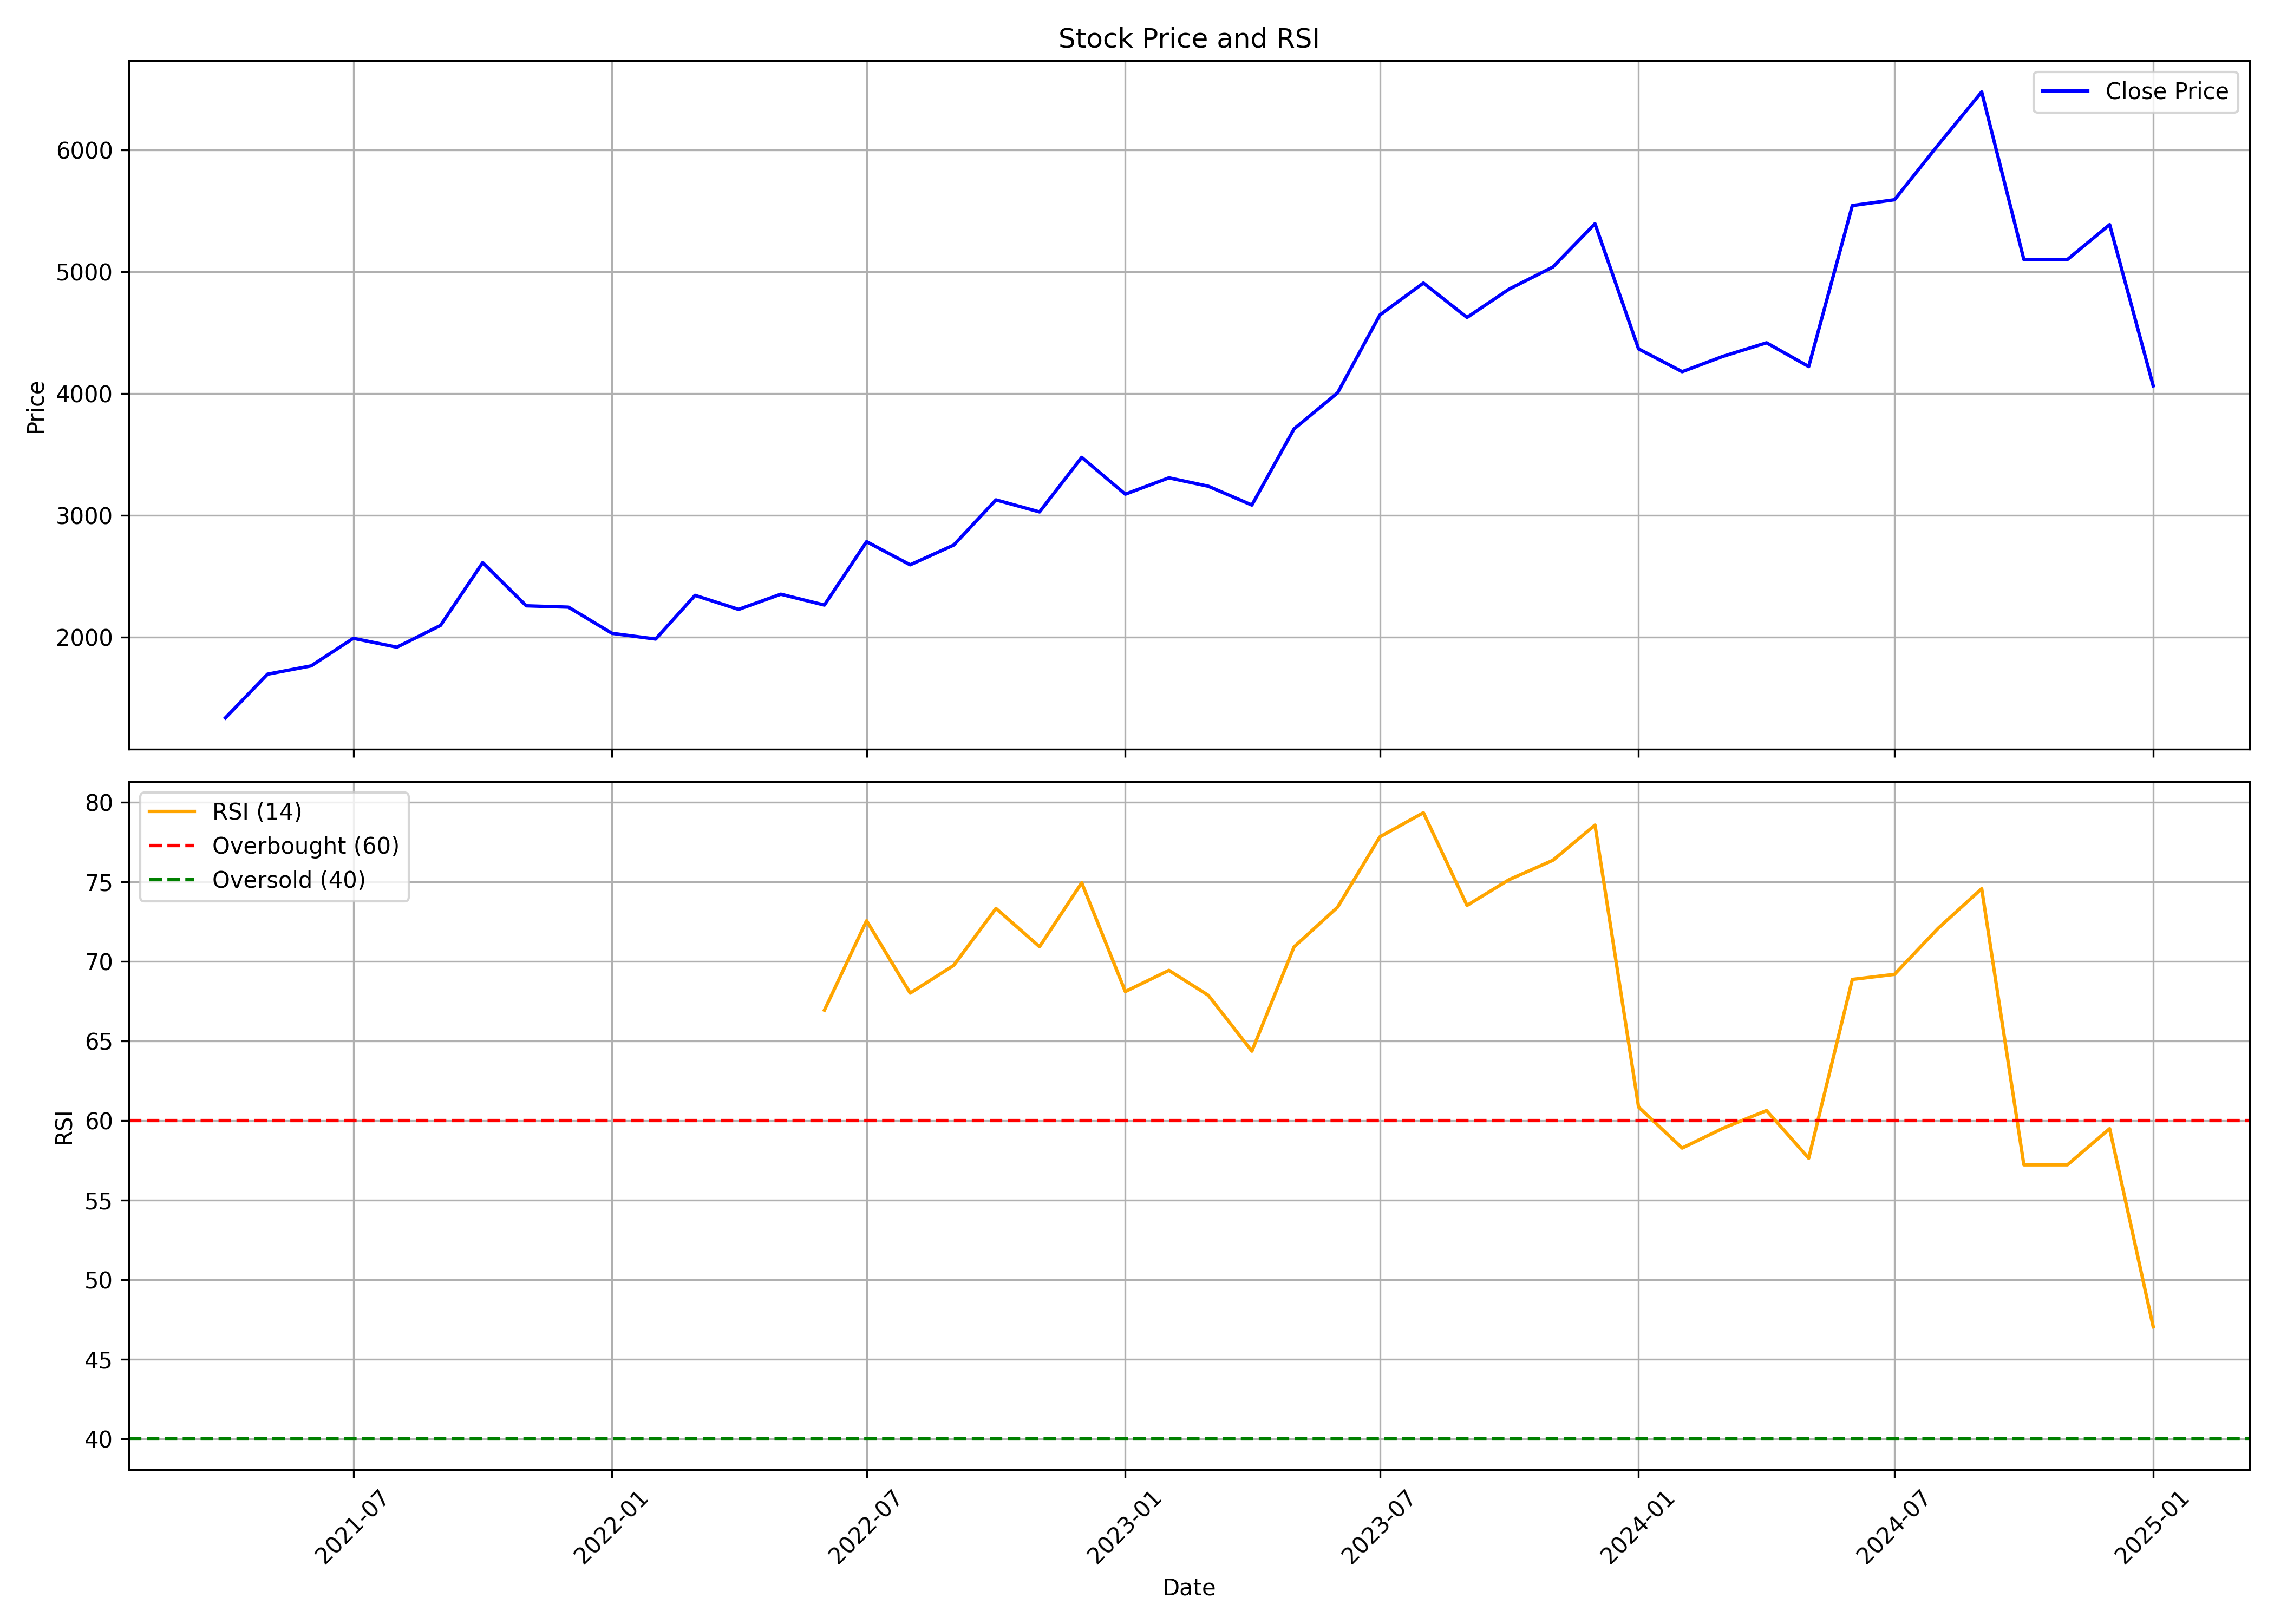 Stock Price and RSI
Close Price
Price
6000
5000
4000
3000
2000
RSI (14)
Overbought (60)
Oversold (40)
RSI
80
75
70
65
60
55
50
45
40
2021-07
2022-01
2022-07
2023-01
2023-07
2024-01
2024-07
2025-01
Date